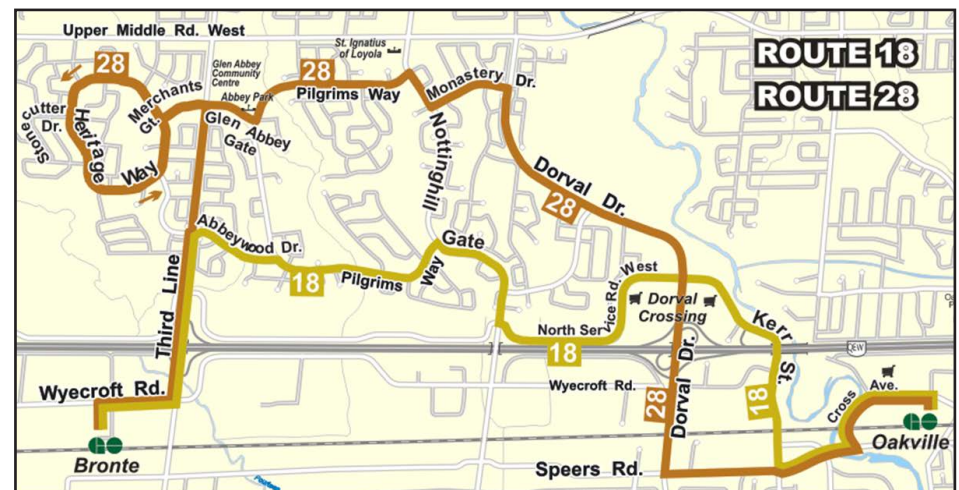 Upper Middle Rd. West
ROUTE 18
ROUTE 28
St. Ignatius
of Loyola
Glen Abbey
Community
Centre
28
28
Merchants
Gt.
Abbey Park
Pilgrims Way
Monastery Dr.
Stonecutter
Dr.
Heritage
Way
Glen Abbey
Gate
Nottinghill
Gate
Dorval Dr.
28
Abbeywood Dr.
18
Pilgrims
Way
Third Line
North Service Rd. West
18
Dorval
Crossing
Kerr
St.
QEW
Wyecroft Rd.
Wyecroft Rd.
28
Dorval Dr.
18
Cross
Ave.
GO
Bronte
GO
Oakville
Speers Rd.